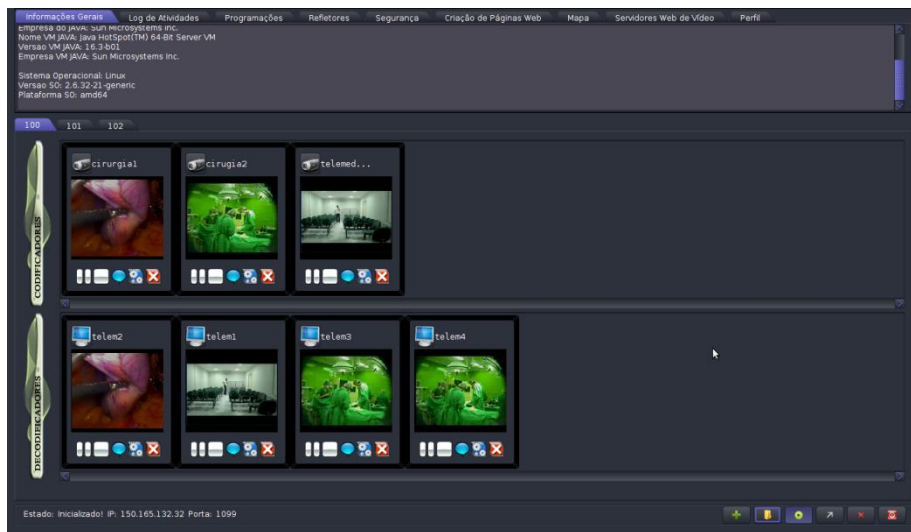 Informações Gerais Log de Atividades Programações Refletores Segurança Criação de Páginas Web Mapa Servidores Web de Vídeo Perfil
Empresa do JAVA: Sun Microsystems Inc.
Nome VM JAVA: Java HotSpot(TM) 64-Bit Server VM
Versao VM JAVA: 16.3-b01
Empresa VM JAVA: Sun Microsystems Inc.
Sistema Operacional: Linux
Versao SO: 2.6.32-21-generic
Plataforma SO: amd64
100 101 102
CODIFICADORES
cirurgia1 cirugia2 telemed...
DECODIFICADORES
telem2 telem1 telem3 telem4
Estado: Inicializado! IP: 150.165.132.32 Porta: 1099